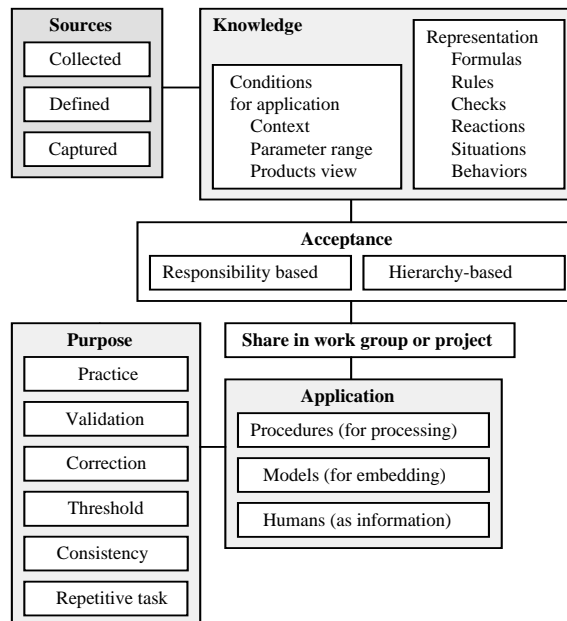 Sources
Collected
Defined
Captured
Knowledge
Conditions
for application
Context
Parameter range
Products view
Representation
Formulas
Rules
Checks
Reactions
Situations
Behaviors
Acceptance
Responsibility based
Hierarchy-based
Share in work group or project
Purpose
Practice
Validation
Correction
Threshold
Consistency
Repetitive task
Application
Procedures (for processing)
Models (for embedding)
Humans (as information)